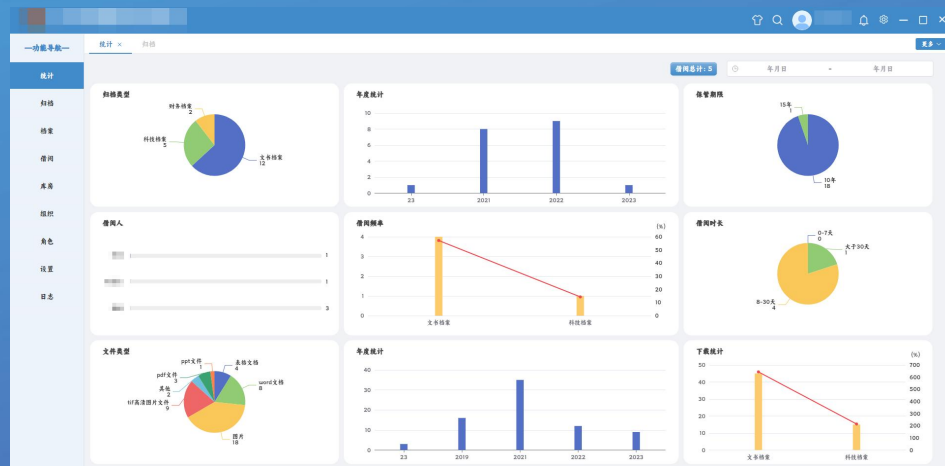 更多
—功能导航—
统计
归档
档案
借阅
库房
组织
角色
设置
日志
统计 ×
归档
借阅总计: 5
年月日 - 年月日
归档类型
财务档案
2
科技档案
5
文书档案
12
年度统计
10
8
6
4
2
0
23 2021 2022 2023
保管期限
15年
1
10年
18
借阅人
1
1
3
借阅频率
(%)
4
3
2
1
0
60
50
40
30
20
10
0
文书档案 科技档案
借阅时长
0-7天
0
大于30天
1
8-30天
4
文件类型
ppt文件
1
表格文档
4
pdf文件
3
word文档
8
其他
2
tif高清图片文件
9
图片
18
年度统计
40
30
20
10
0
23 2019 2021 2022 2023
下载统计
(%)
50
40
30
20
10
0
700
600
500
400
300
200
100
0
文书档案 科技档案